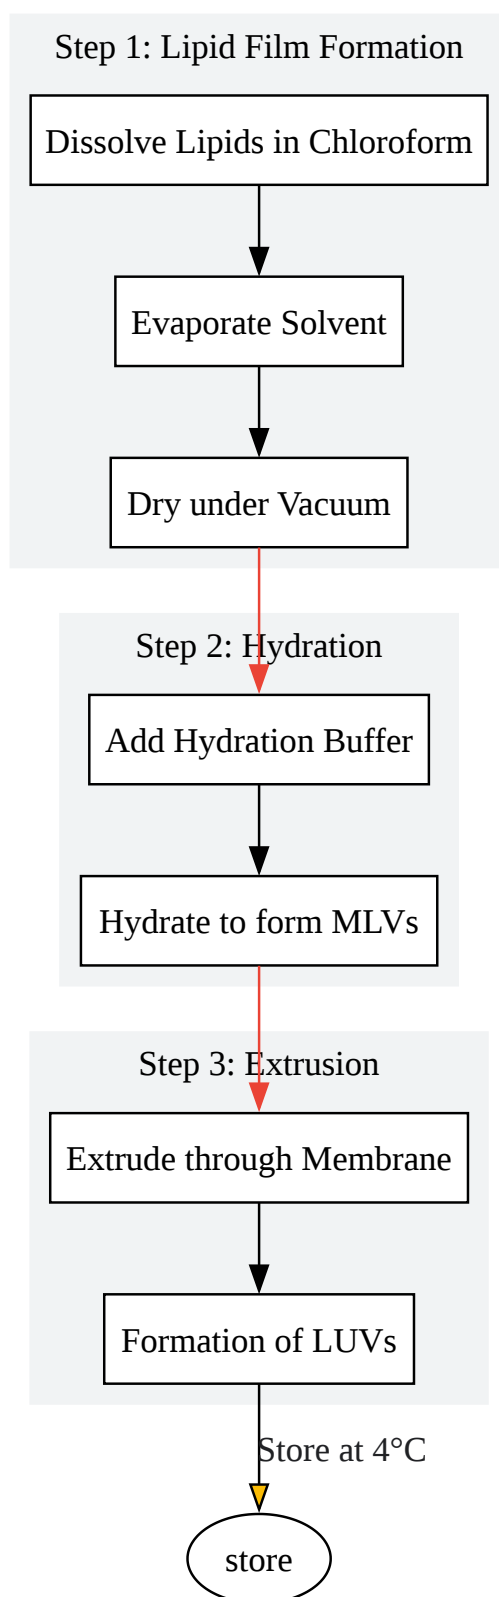 Step 1: Lipid Film Formation
Dissolve Lipids in Chloroform
Evaporate Solvent
Dry under Vacuum
Step 2: Hydration
Add Hydration Buffer
Hydrate to form MLVs
Step 3: Extrusion
Extrude through Membrane
Formation of LUVs
Store at 4°C
store